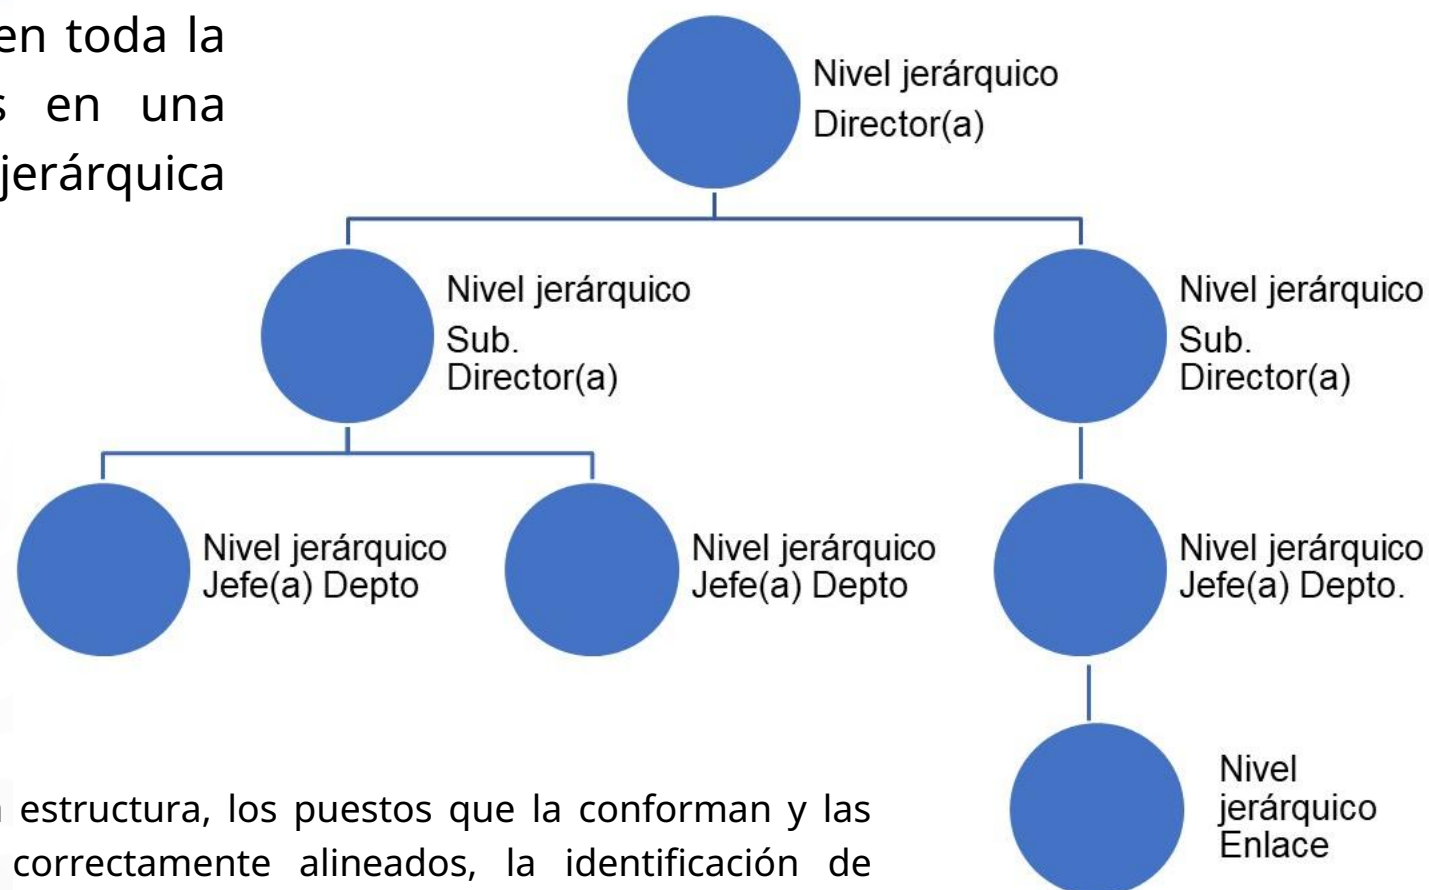 en toda la
s en una
jerárquica
Nivel jerárquico
Director(a)
Nivel jerárquico
Sub.
Director(a)
Nivel jerárquico
Sub.
Director(a)
Nivel jerárquico
Jefe(a) Depto
Nivel jerárquico
Jefe(a) Depto
Nivel jerárquico
Jefe(a) Depto.
Nivel
jerárquico
Enlace
estructura, los puestos que la conforman y las
correctamente alineados, la identificación de